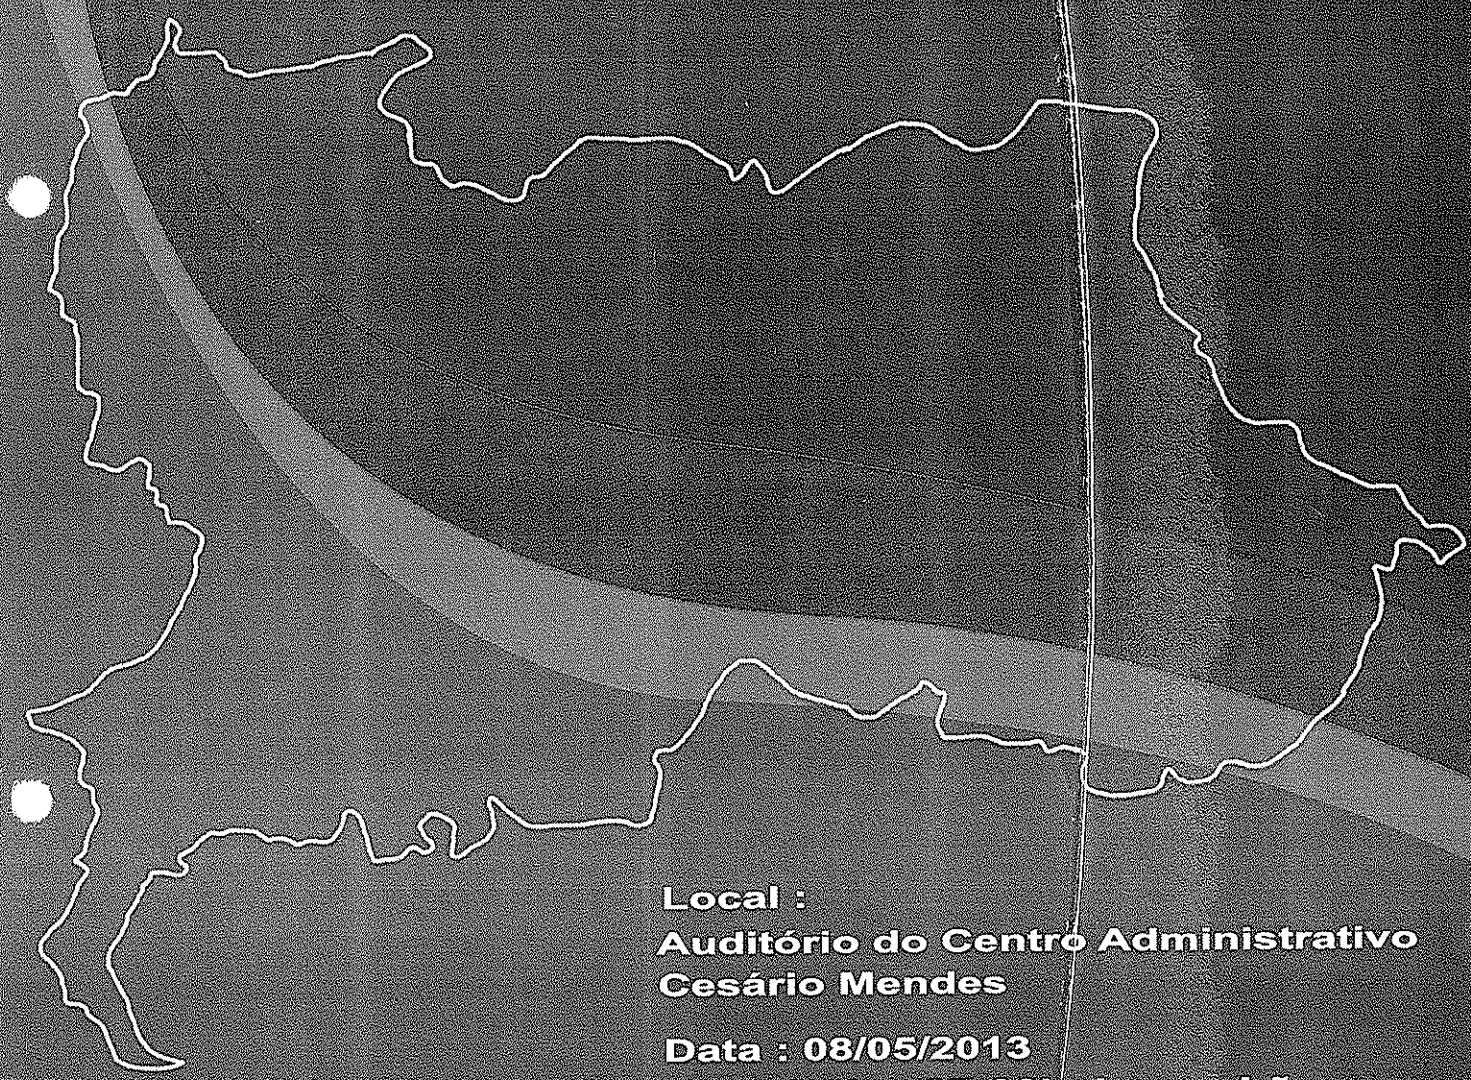 Local :
Auditório do Centro Administrativo
Cesário Mendes
Data : 08/05/2013